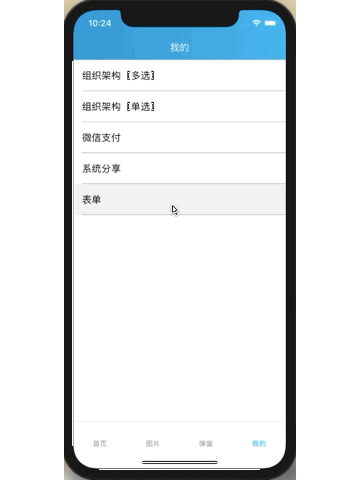 10:24
我的
组织架构〖多选〗
组织架构〖单选〗
微信支付
系统分享
表单
首页 图片 弹窗 我的